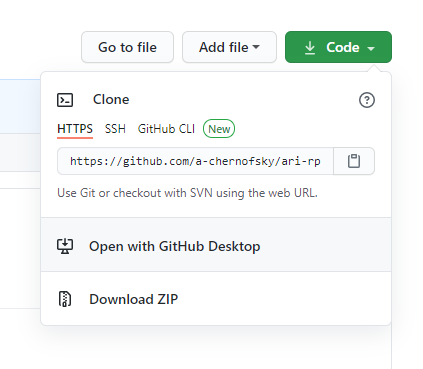 Go to file Add file Code
Clone
HTTPS SSH GitHub CLI New
https://github.com/a-chernofsky/ari-rp
Use Git or checkout with SVN using the web URL.
Open with GitHub Desktop
Download ZIP